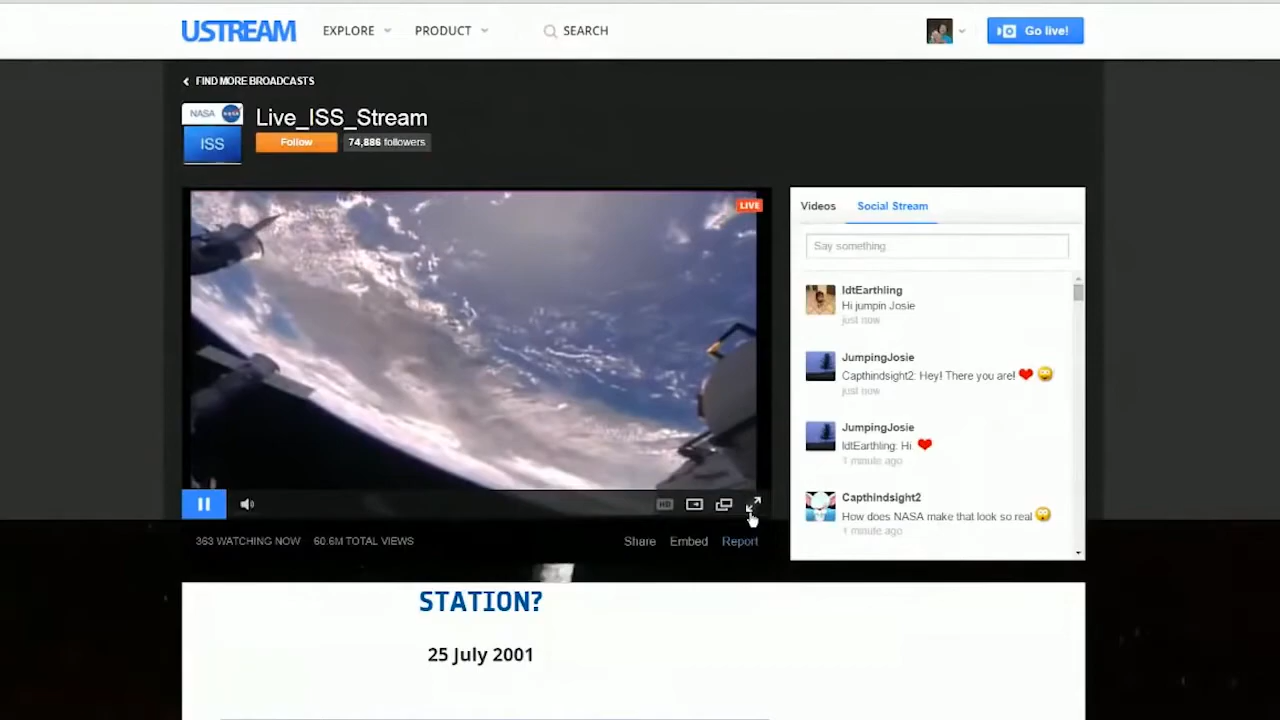 USTREAM
EXPLORE
PRODUCT
SEARCH
Go live!
FIND MORE BROADCASTS
NASA
ISS
Live_ISS_Stream
Follow
74,886 followers
LIVE
HD
363 WATCHING NOW
60.6M TOTAL VIEWS
Share
Embed
Report
Videos
Social Stream
Say something
IdtEarthling
Hi jumpin Josie
just now
JumpingJosie
Capthindsight2: Hey! There you are! ❤
just now
JumpingJosie
IdtEarthling: Hi ❤
1 minute ago
Capthindsight2
How does NASA make that look so real
1 minute ago
STATION?
25 July 2001